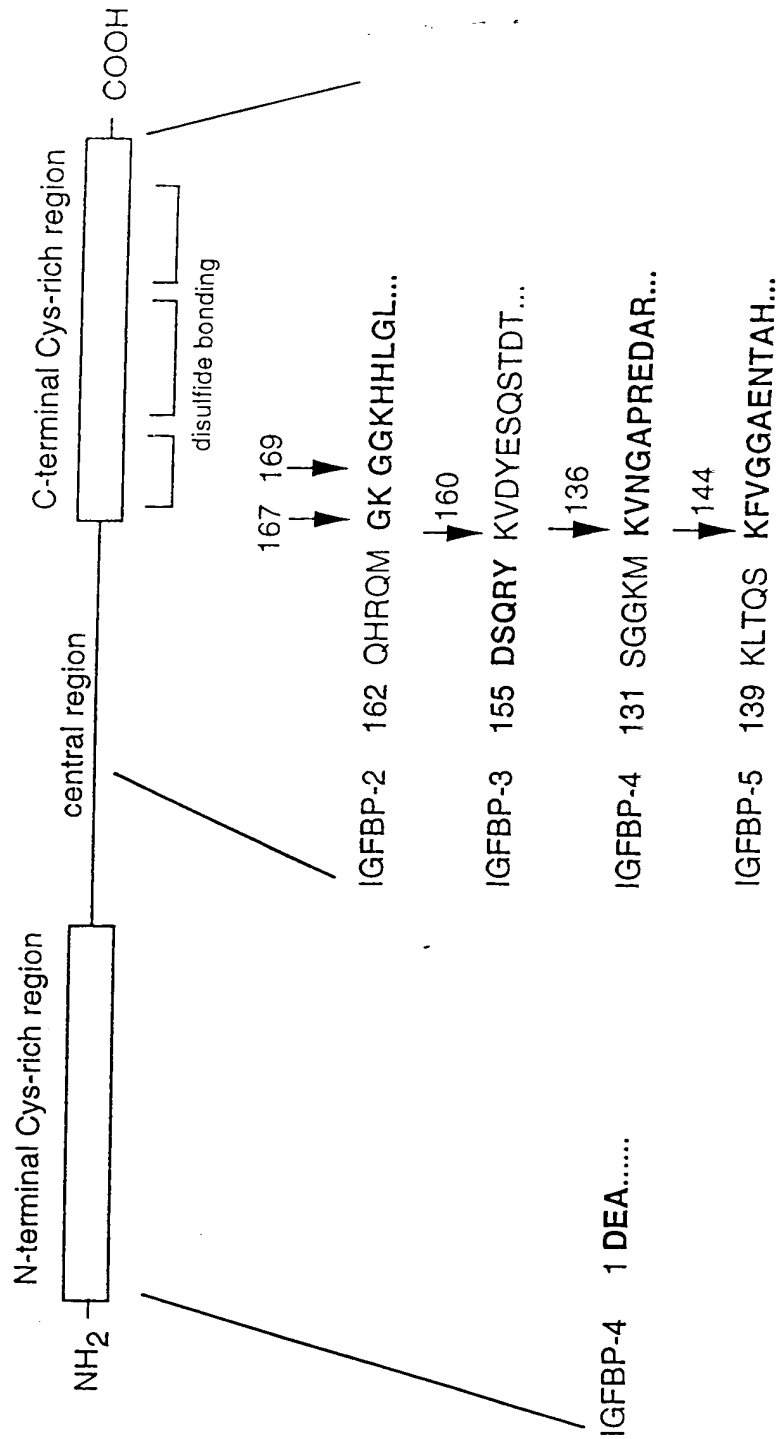 N-terminal Cys-rich region
C-terminal Cys-rich region
NH2
central region
COOH
disulfide bonding
167 169
IGFBP-2 162 QHRQM GK GGKHHLGL...
160
IGFBP-3 155 DSQRY KVDYESQSTDT...
136
IGFBP-4 1 DEA......
IGFBP-4 131 SGGKM KVNGAPREDAR...
144
IGFBP-5 139 KLTQS KFVGGAENTAH...